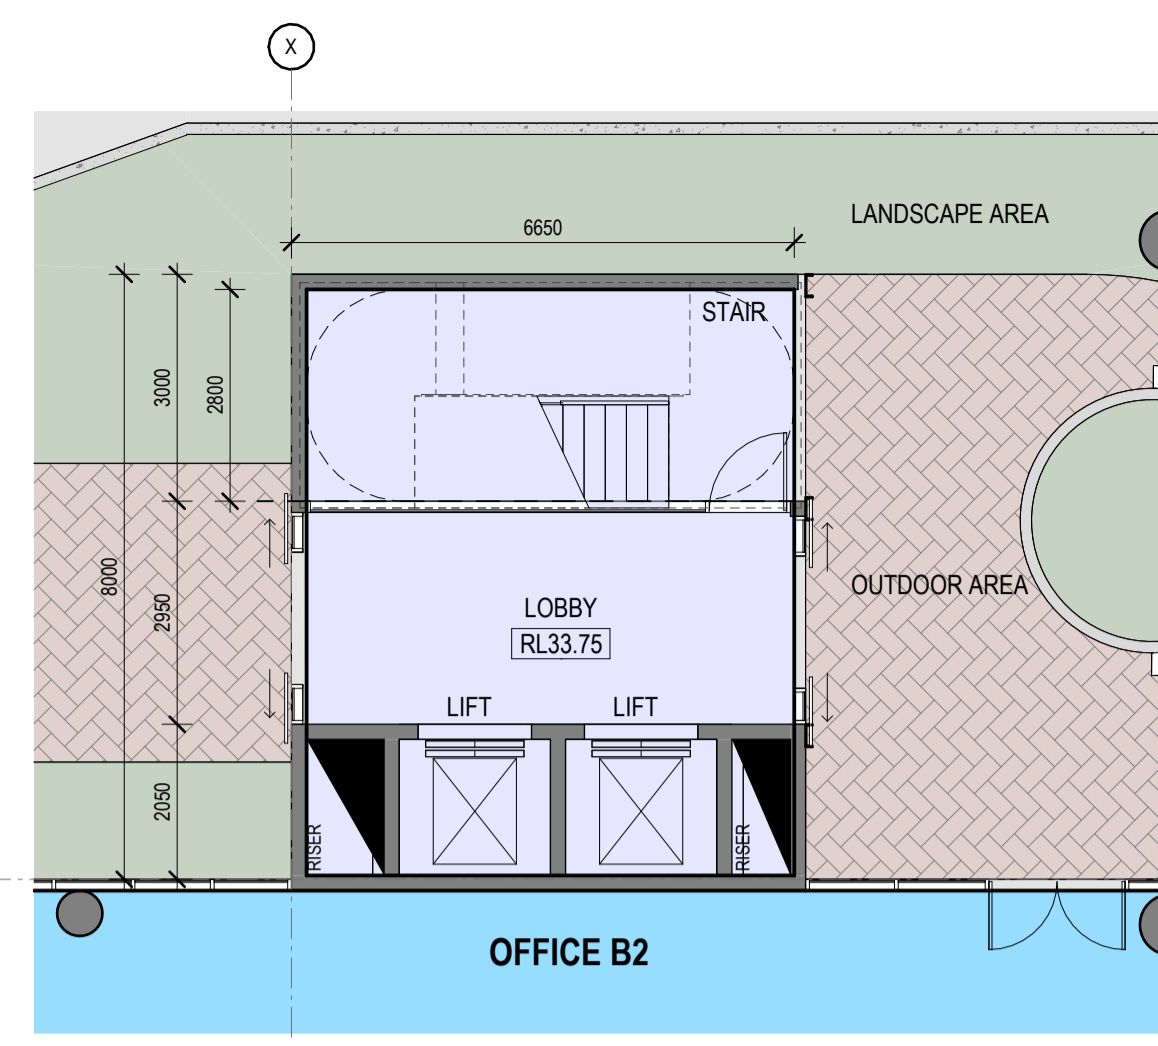 X
LANDSCAPE AREA
6650
STAIR
3000
2800
8000
2950
OUTDOOR AREA
LOBBY
RL33.75
LIFT
LIFT
2050
RISER
RISER
OFFICE B2